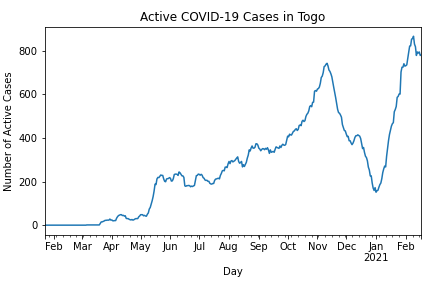 Active COVID-19 Cases in Togo
Number of Active Cases
800
600
400
200
0
Feb Mar Apr May Jun Jul Aug Sep Oct Nov Dec Jan Feb
2021
Day